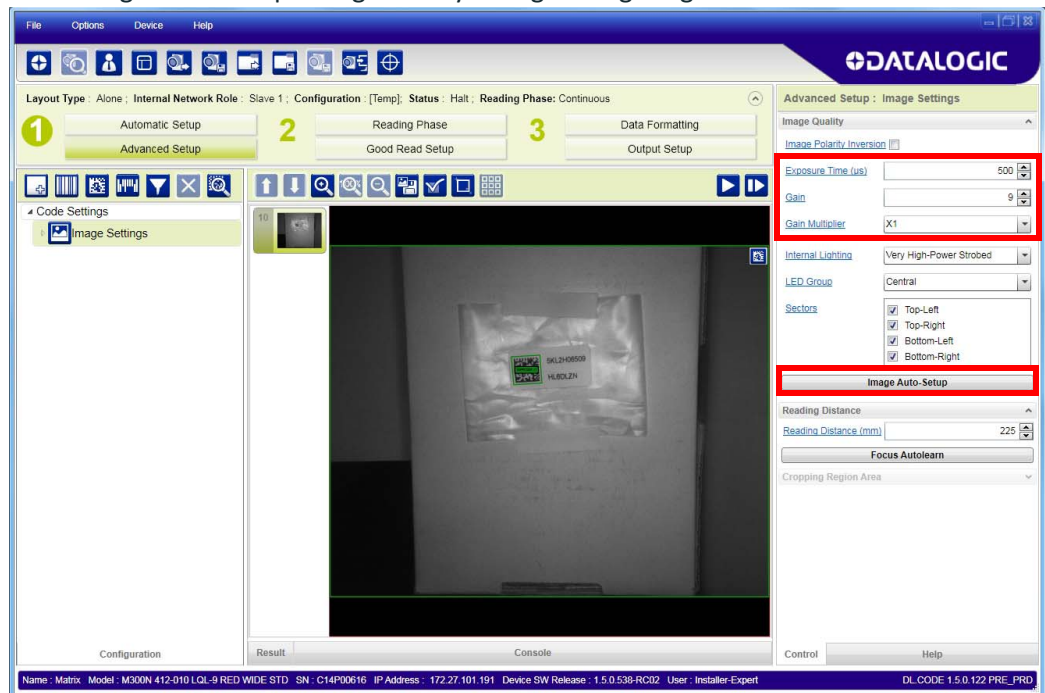 File Options Device Help
DATALOGIC
Layout Type : Alone ; Internal Network Role : Slave 1 ; Configuration : [Temp]; Status : Halt ; Reading Phase: Continuous
1 Automatic Setup 2 Reading Phase 3 Data Formatting
Advanced Setup Good Read Setup Output Setup
Advanced Setup : Image Settings
Image Quality
Image Polarity Inversion
Exposure Time (us) 500
Gain 9
Gain Multiplier X1
Internal Lighting Very High-Power Strobed
LED Group Central
Sectors Top-Left
Top-Right
Bottom-Left
Bottom-Right
Image Auto-Setup
Reading Distance
Reading Distance (mm) 225
Focus Autolearn
Cropping Region Area
Code Settings
Image Settings
10
5KLZH08509
HL8DLZN
Configuration Result Console Control Help
Name : Matrix Model : M300N 412-010 LQL-9 RED WIDE STD SN : C14P00616 IP Address : 172.27.101.191 Device SW Release : 1.5.0.538-RC02 User : Installer-Expert DL.CODE 1.5.0.122 PRE_PRD